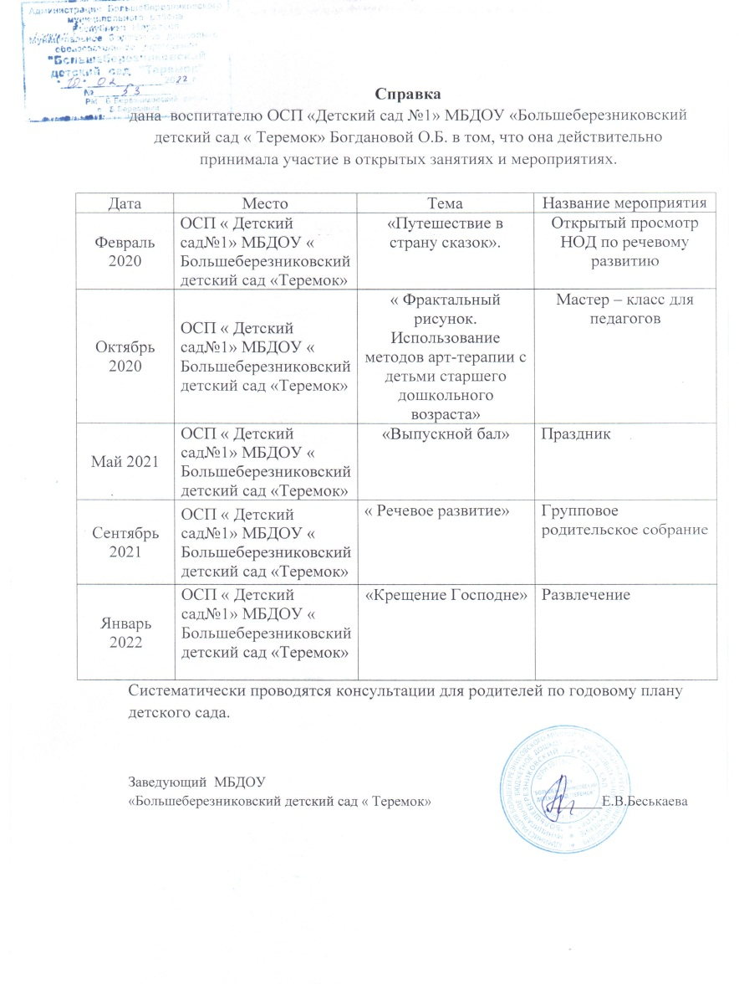 Администрация Большеберезниковского
муниципального района
Республики Мордовия
Муниципальное бюджетное дошкольное
образовательное учреждение
"Большеберезниковский
детский сад "Теремок"
"10" 02 2022 г
№ 53
Справка
дана воспитателю ОСП «Детский сад №1» МБДОУ «Большеберезниковский
детский сад « Теремок» Богдановой О.Б. в том, что она действительно
принимала участие в открытых занятиях и мероприятиях.
Дата Место Тема Название мероприятия
Февраль
2020
ОСП « Детский
сад№1» МБДОУ «
Большеберезниковский
детский сад «Теремок»
«Путешествие в
страну сказок».
Открытый просмотр
НОД по речевому
развитию
Октябрь
2020
ОСП « Детский
сад№1» МБДОУ «
Большеберезниковский
детский сад «Теремок»
« Фрактальный
рисунок.
Использование
методов арт-терапии с
детьми старшего
дошкольного
возраста»
Мастер – класс для
педагогов
Май 2021
ОСП « Детский
сад№1» МБДОУ «
Большеберезниковский
детский сад «Теремок»
«Выпускной бал»
Праздник
Сентябрь
2021
ОСП « Детский
сад№1» МБДОУ «
Большеберезниковский
детский сад «Теремок»
« Речевое развитие»
Групповое
родительское собрание
Январь
2022
ОСП « Детский
сад№1» МБДОУ «
Большеберезниковский
детский сад «Теремок»
«Крещение Господне»
Развлечение
Систематически проводятся консультации для родителей по годовому плану
детского сада.
Заведующий МБДОУ
«Большеберезниковский детский сад « Теремок» Е.В.Беськаева